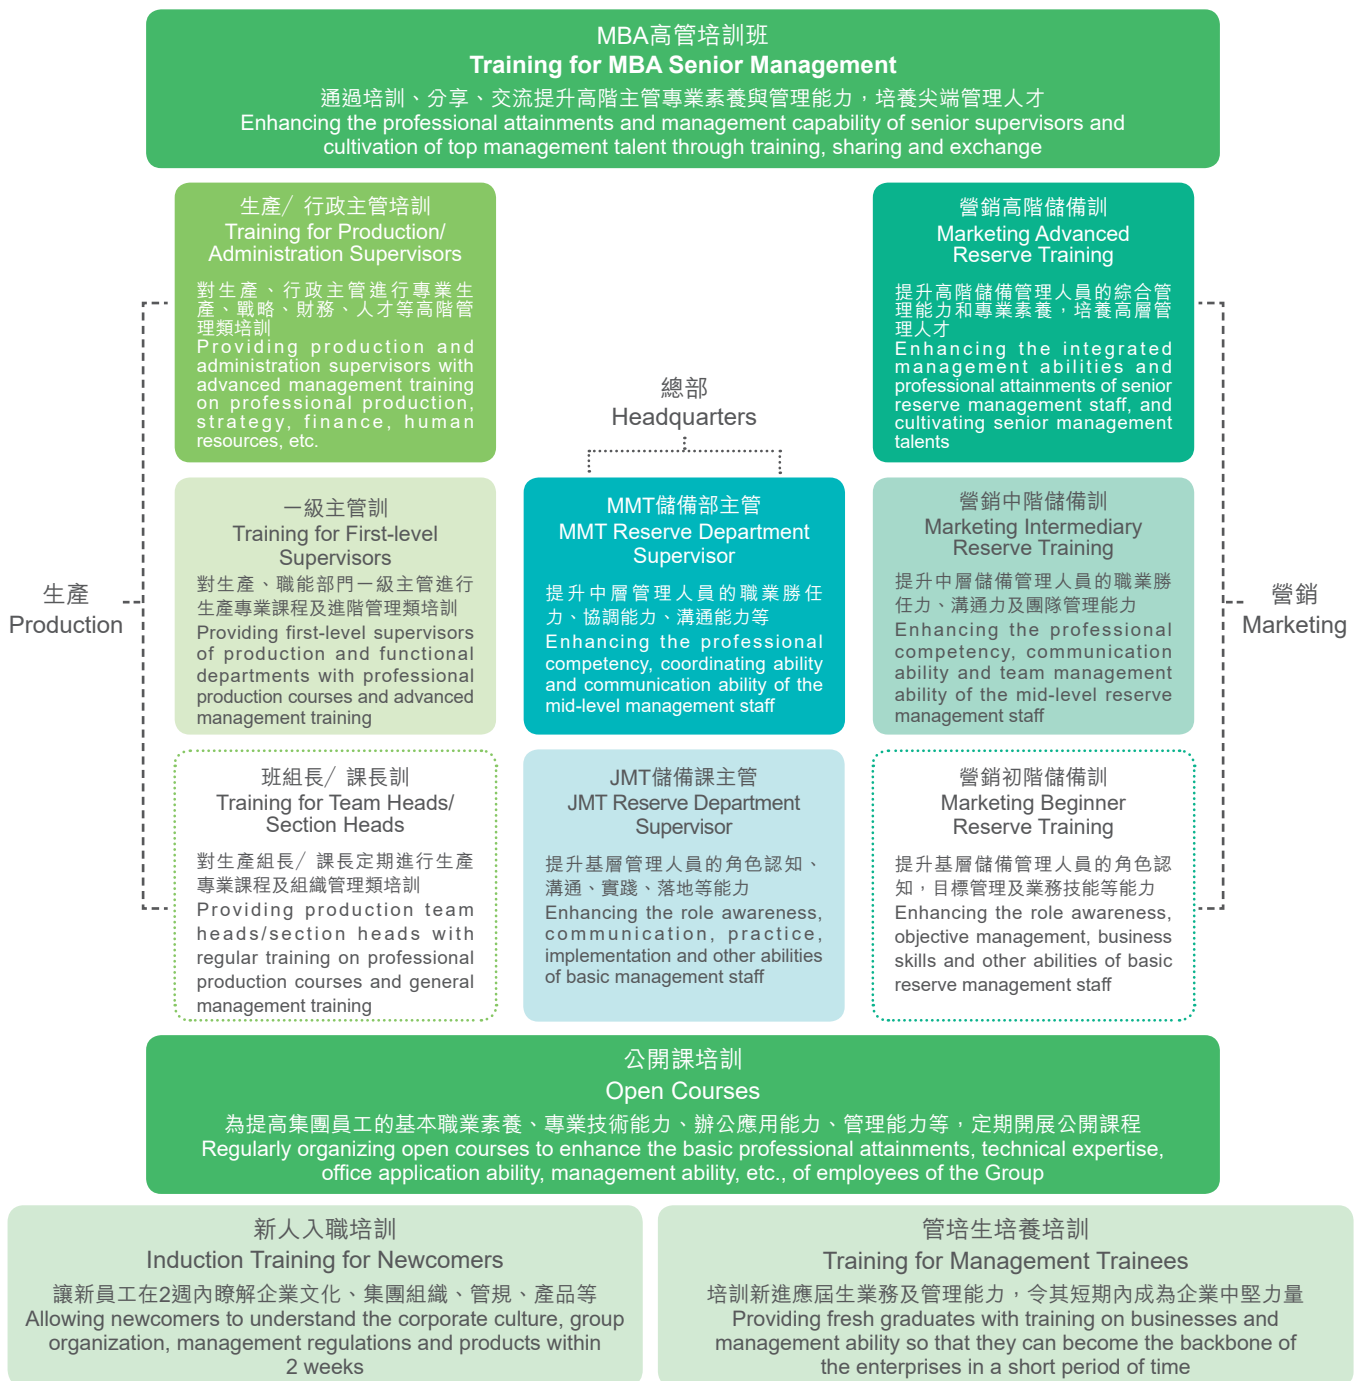 MBA高管培訓班
Training for MBA Senior Management
通過培訓、分享、交流提升高階主管專業素養與管理能力，培養尖端管理人才
Enhancing the professional attainments and management capability of senior supervisors and
cultivation of top management talent through training, sharing and exchange
生產/ 行政主管培訓
Training for Production/
Administration Supervisors
對生產、行政主管進行專業生
產、戰略、財務、人才等高階管
理類培訓
Providing production and
administration supervisors with
advanced management training
on professional production,
strategy, finance, human
resources, etc.
營銷高階儲備訓
Marketing Advanced
Reserve Training
提升高階儲備管理人員的綜合管
理能力和專業素養，培養高層管
理人才
Enhancing the integrated
management abilities and
professional attainments of senior
reserve management staff, and
cultivating senior management
talents
總部
Headquarters
生產
Production
一級主管訓
Training for First-level
Supervisors
對生產、職能部門一級主管進行
生產專業課程及進階管理類培訓
Providing first-level supervisors
of production and functional
departments with professional
production courses and advanced
management training
MMT儲備部主管
MMT Reserve Department
Supervisor
提升中層管理人員的職業勝任
力、協調能力、溝通能力等
Enhancing the professional
competency, coordinating ability
and communication ability of the
mid-level management staff
營銷中階儲備訓
Marketing Intermediary
Reserve Training
提升中層儲備管理人員的職業勝
任力、溝通力及團隊管理能力
Enhancing the professional
competency, communication
ability and team management
ability of the mid-level reserve
management staff
營銷
Marketing
班組長/ 課長訓
Training for Team Heads/
Section Heads
對生產組長/ 課長定期進行生產
專業課程及組織管理類培訓
Providing production team
heads/section heads with
regular training on professional
production courses and general
management training
JMT儲備課主管
JMT Reserve Department
Supervisor
提升基層管理人員的角色認知、
溝通、實踐、落地等能力
Enhancing the role awareness,
communication, practice,
implementation and other abilities
of basic management staff
營銷初階儲備訓
Marketing Beginner
Reserve Training
提升基層儲備管理人員的角色認
知，目標管理及業務技能等能力
Enhancing the role awareness,
objective management, business
skills and other abilities of basic
reserve management staff
公開課培訓
Open Courses
為提高集團員工的基本職業素養、專業技術能力、辦公應用能力、管理能力等，定期開展公開課程
Regularly organizing open courses to enhance the basic professional attainments, technical expertise,
office application ability, management ability, etc., of employees of the Group
新人入職培訓
Induction Training for Newcomers
讓新員工在2週內瞭解企業文化、集團組織、管規、產品等
Allowing newcomers to understand the corporate culture, group
organization, management regulations and products within
2 weeks
管培生培養培訓
Training for Management Trainees
培訓新進應屆生業務及管理能力，令其短期內成為企業中堅力量
Providing fresh graduates with training on businesses and
management ability so that they can become the backbone of
the enterprises in a short period of time